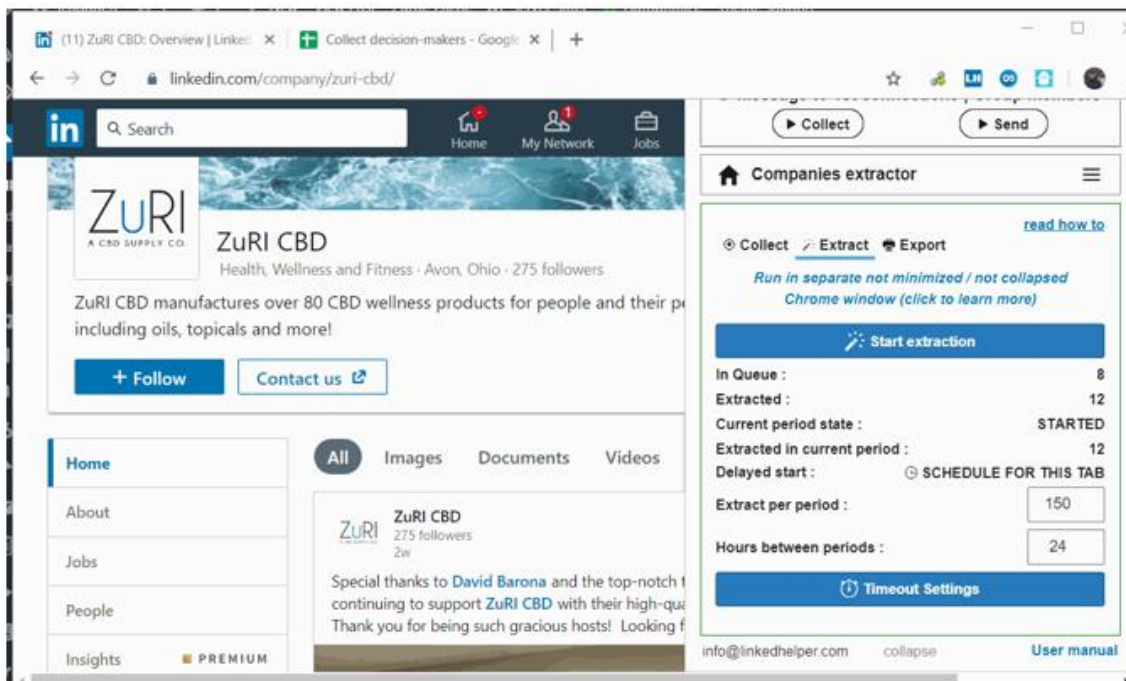 (11) ZuRI CBD: Overview | Linked
Collect decision-makers - Google
linkedin.com/company/zuri-cbd/
LH
in
Search
Home
1
My Network
Jobs
Collect
Send
Companies extractor
ZuRI
A CBD SUPPLY CO.
ZuRI CBD
Health, Wellness and Fitness · Avon, Ohio · 275 followers
ZuRI CBD manufactures over 80 CBD wellness products for people and their
including oils, topicals and more!
+ Follow
Contact us
Home
About
Jobs
People
Insights
PREMIUM
All
Images
Documents
Videos
ZuRI
ZuRI CBD
275 followers
2w
Special thanks to David Barona and the top-notch
continuing to support ZuRI CBD with their
Thank you for being such gracious hosts! Looking
read how to
Collect
Extract
Export
Run in separate not minimized / not collapsed
Chrome window (click to learn more)
Start extraction
In Queue : 8
Extracted : 12
Current period state : STARTED
Extracted in current period : 12
Delayed start : SCHEDULE FOR THIS TAB
Extract per period : 150
Hours between periods : 24
Timeout Settings
info@linkedhelper.com
collapse
User manual